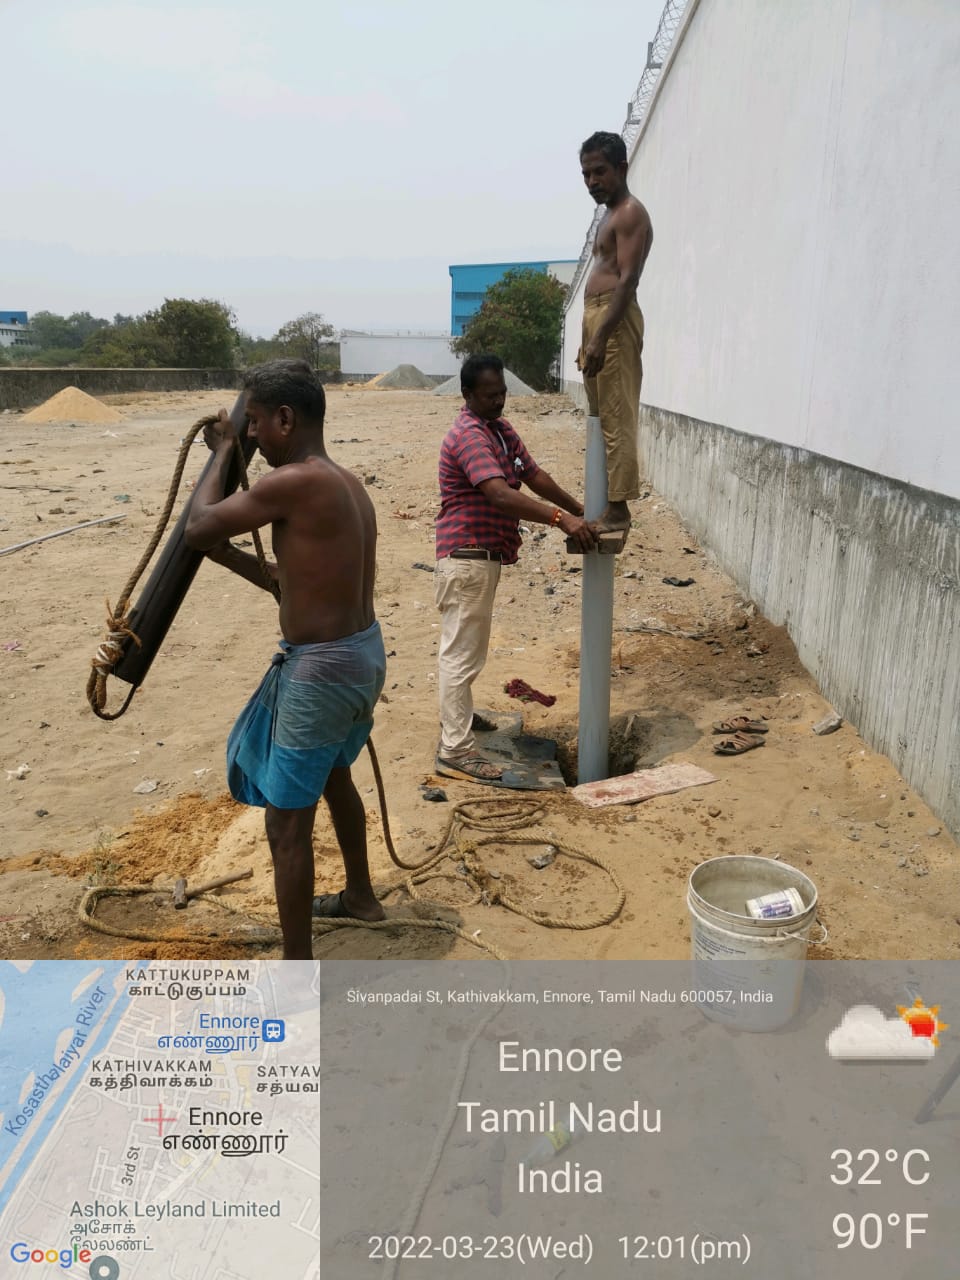 KATTUKUPPAM
காட்டுகுப்பம்
Ennore
எண்ணூர்
Kosasthalaiyar River
KATHIVAKKAM
கத்திவாக்கம்
SATYAV
சத்யவ
Ennore
எண்ணூர்
3rd St
Ashok Leyland Limited
அசோக்
லேலண்ட்
Google
Sivanpadai St, Kathivakkam, Ennore, Tamil Nadu 600057, India
Ennore
Tamil Nadu
India
2022-03-23(Wed) 12:01(pm)
32°C
90°F